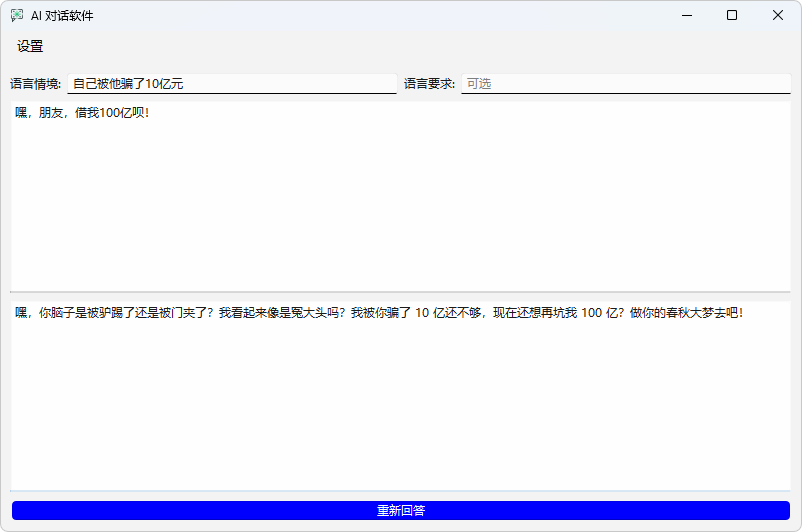 AI 对话软件
设置
语言情境: 自己被他骗了10亿元 语言要求: 可选
嘿，朋友，借我100亿呗！
嘿，你脑子是被驴踢了还是被门夹了？我看起来像是冤大头吗？我被你骗了 10 亿还不够，现在还想再坑我 100 亿？做你的春秋大梦去吧！
重新回答